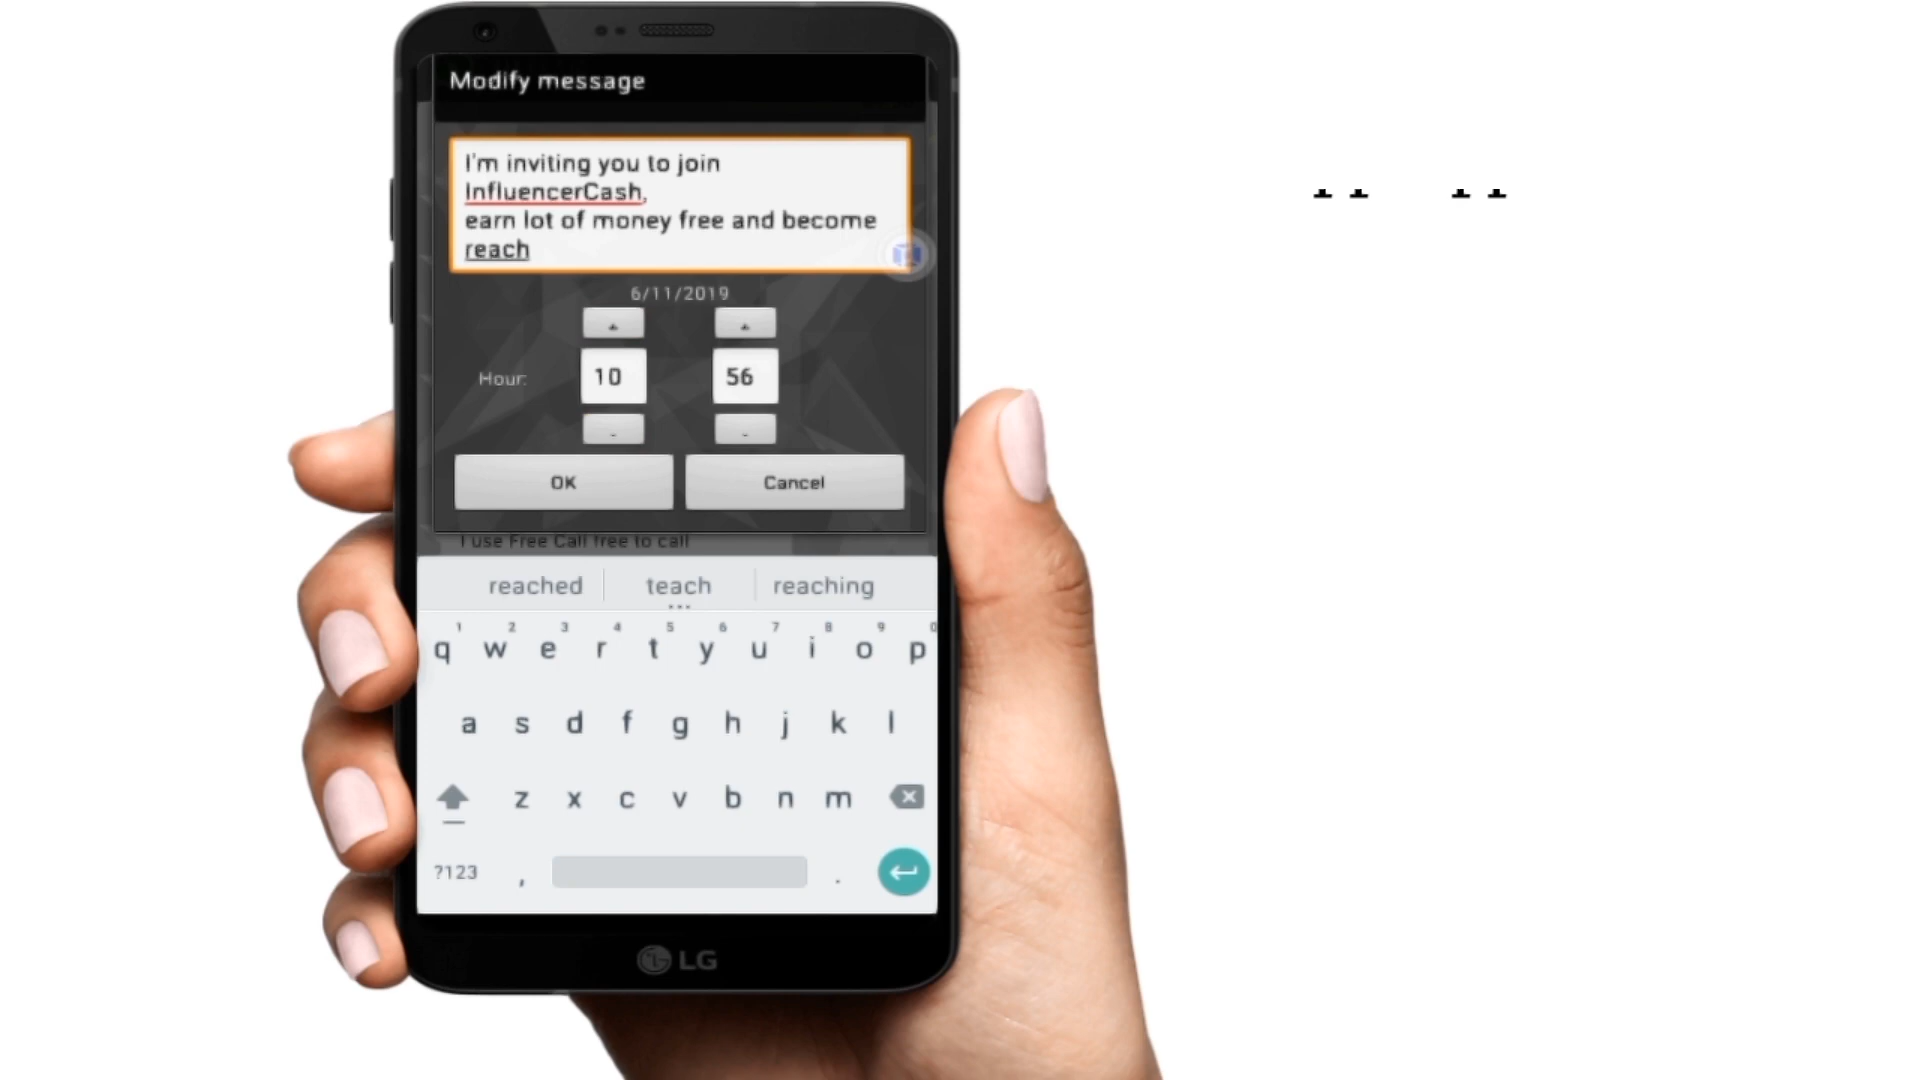 Modify message
I'm inviting you to join
InfluencerCash,
earn lot of money free and become
reach
6/11/2019
+ +
Hour: 10 56
- -
OK Cancel
I use Free Call free to call
reached teach reaching
...
1 2 3 4 5 6 7 8 9 0
q w e r t y u i o p
a s d f g h j k l
z x c v b n m
?123 , .
LG